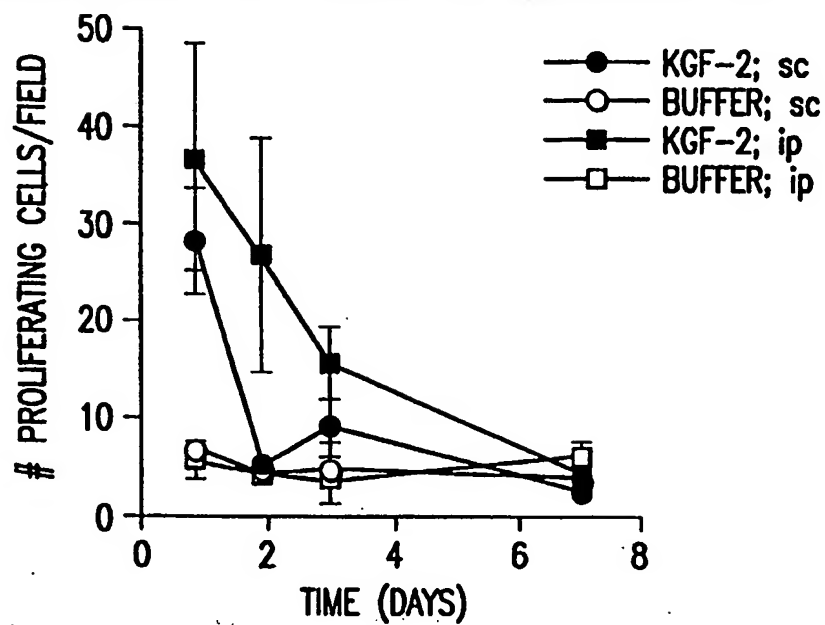 # PROLIFERATING CELLS/FIELD
50
40
30
20
10
0
0 2 4 6 8
TIME (DAYS)
KGF-2; sc
BUFFER; sc
KGF-2; ip
BUFFER; ip